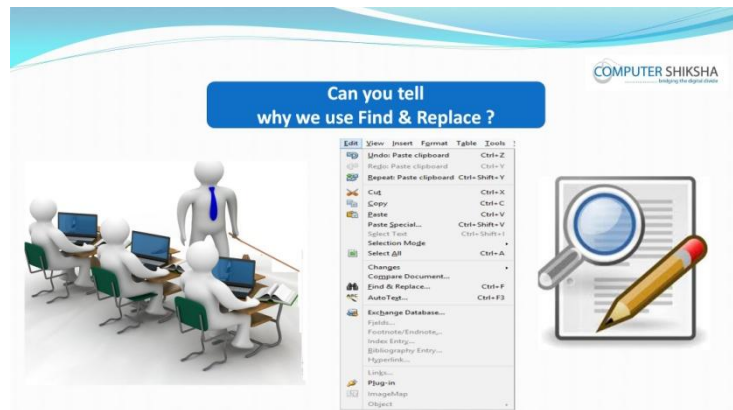 COMPUTER SHIKSHA
bridging the digital divide
Can you tell
why we use Find & Replace ?
Edit View Insert Format Table Tools
Undo: Paste clipboard Ctrl+Z
Redo: Paste clipboard Ctrl+Y
Repeat: Paste clipboard Ctrl+Shift+Y
Cut Ctrl+X
Copy Ctrl+C
Paste Ctrl+V
Paste Special... Ctrl+Shift+V
Select Text Ctrl+Shift+I
Selection Mode
Select All Ctrl+A
Changes
Compare Document...
Find & Replace... Ctrl+F
AutoText... Ctrl+F3
Exchange Database...
Fields...
Footnote/Endnote...
Index Entry...
Bibliography Entry...
Hyperlink...
Links...
Plug-in
ImageMap
Object